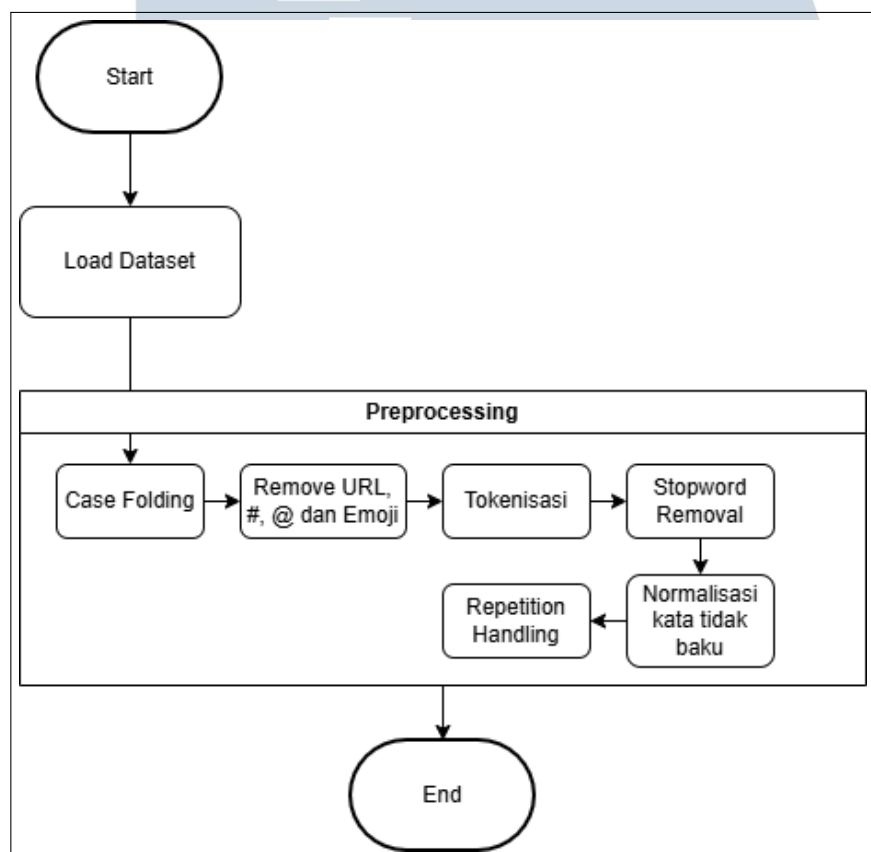 Start
Load Dataset
Preprocessing
Case Folding
Remove URL,
#, @ dan Emoji
Tokenisasi
Stopword
Removal
Normalisasi
kata tidak
baku
Repetition
Handling
End